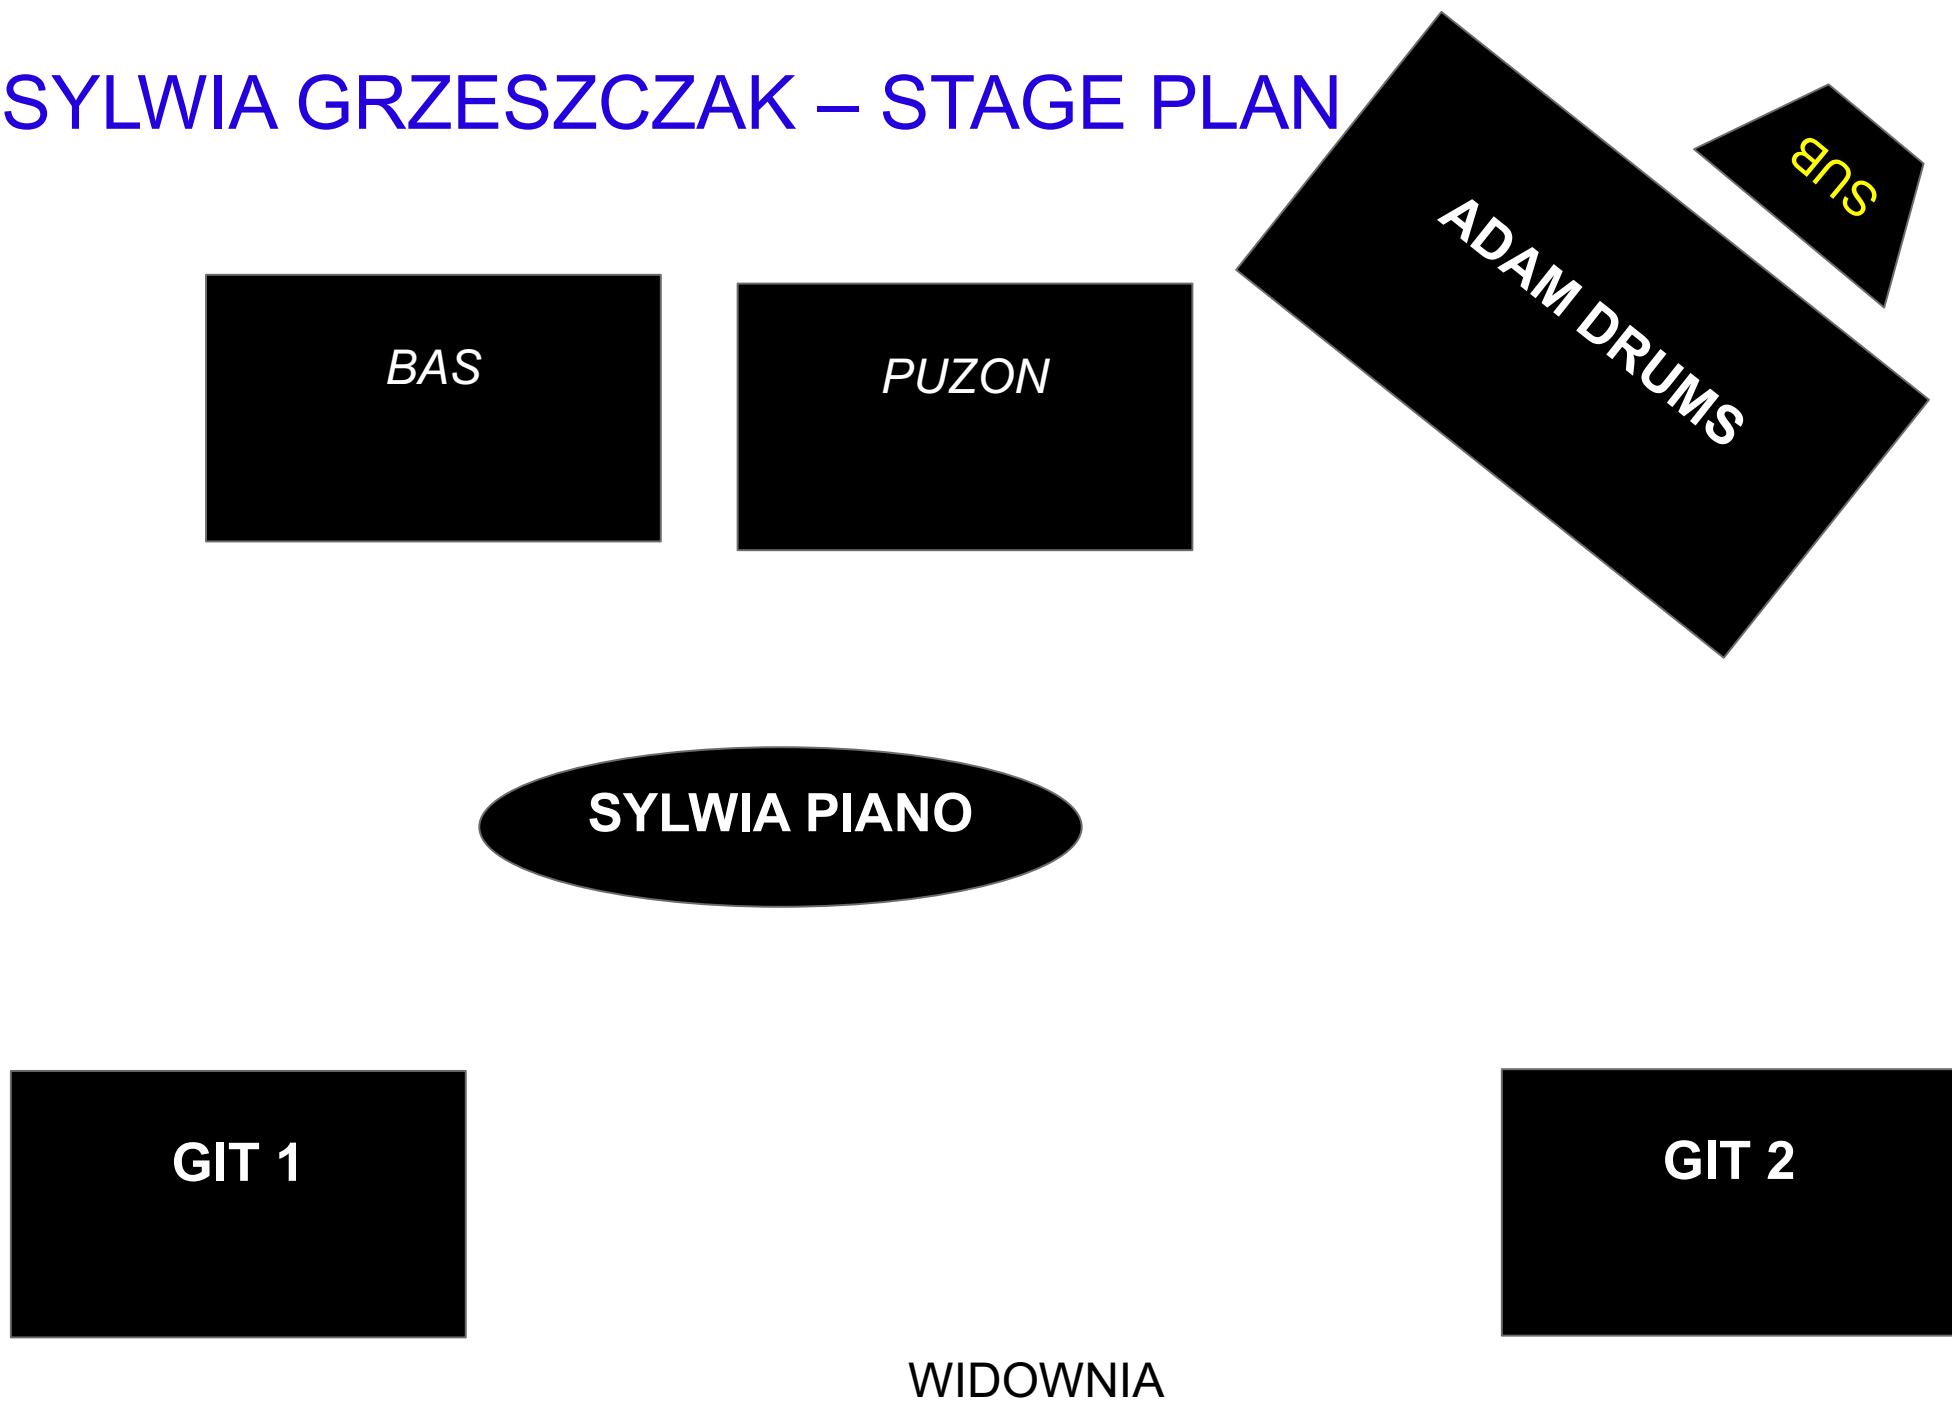 SYLWIA GRZESZCZAK – STAGE PLAN
SUB
ADAM DRUMS
BAS
PUZON
SYLWIA PIANO
GIT 1
GIT 2
WIDOWNIA